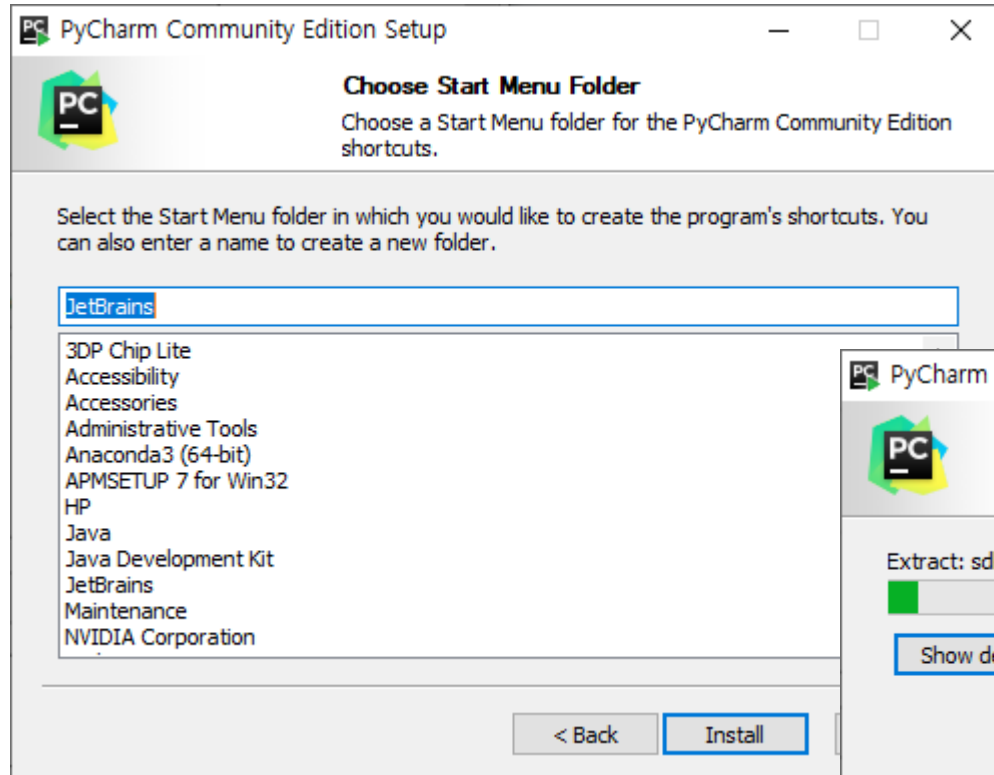 PyCharm Community Edition Setup
PC
Choose Start Menu Folder
Choose a Start Menu folder for the PyCharm Community Edition
shortcuts.
Select the Start Menu folder in which you would like to create the program's shortcuts. You
can also enter a name to create a new folder.
JetBrains
3DP Chip Lite
Accessibility
Accessories
Administrative Tools
Anaconda3 (64-bit)
APMSETUP 7 for Win32
HP
Java
Java Development Kit
JetBrains
Maintenance
NVIDIA Corporation
< Back
Install
PyCharm
PC
Extract: sd
Show de